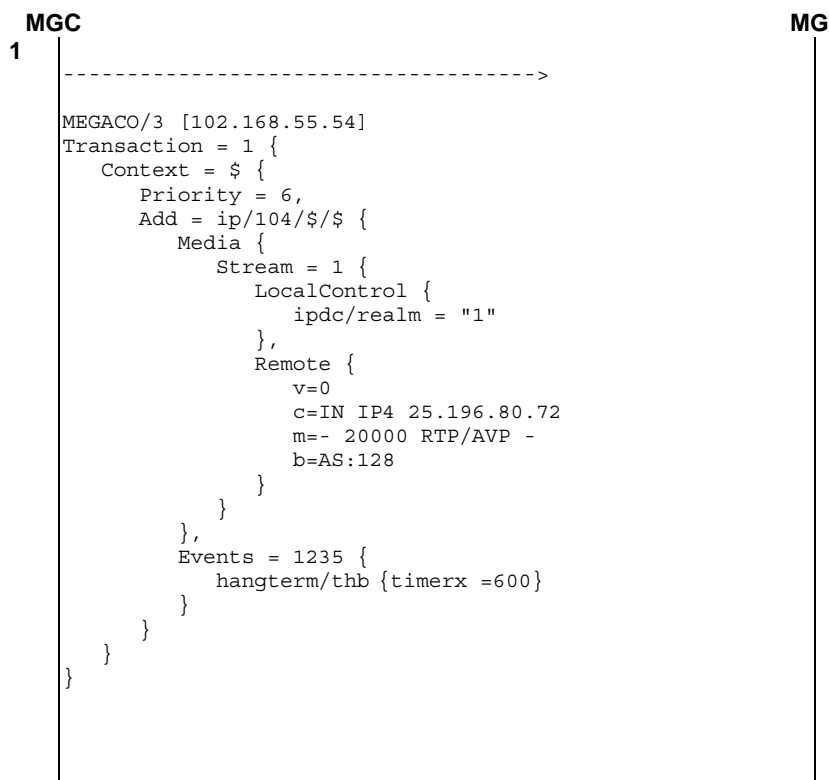 MGC MG
1
------------------------------------->
MEGACO/3 [102.168.55.54]
Transaction = 1 {
   Context = $ {
      Priority = 6,
      Add = ip/104/$/$ {
         Media {
            Stream = 1 {
               LocalControl {
                  ipdc/realm = "1"
               },
               Remote {
                  v=0
                  c=IN IP4 25.196.80.72
                  m=- 20000 RTP/AVP -
                  b=AS:128
               }
            }
         },
         Events = 1235 {
            hangterm/thb {timerx =600}
         }
      }
   }
}